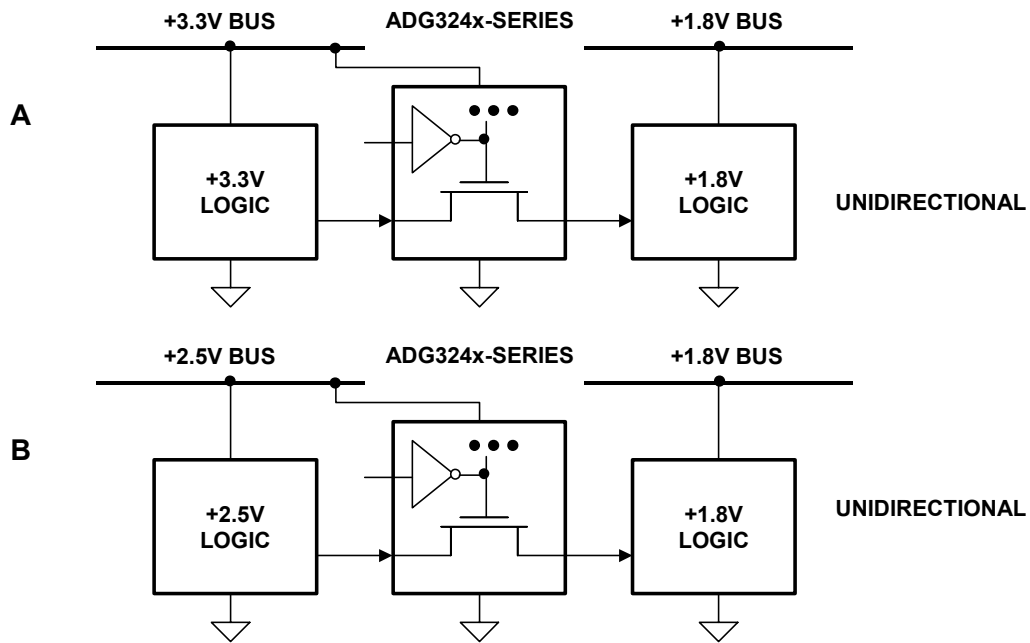 +3.3V BUS
ADG324x-SERIES
+1.8V BUS
A
+3.3V
LOGIC
+1.8V
LOGIC
UNIDIRECTIONAL
+2.5V BUS
ADG324x-SERIES
+1.8V BUS
B
+2.5V
LOGIC
+1.8V
LOGIC
UNIDIRECTIONAL